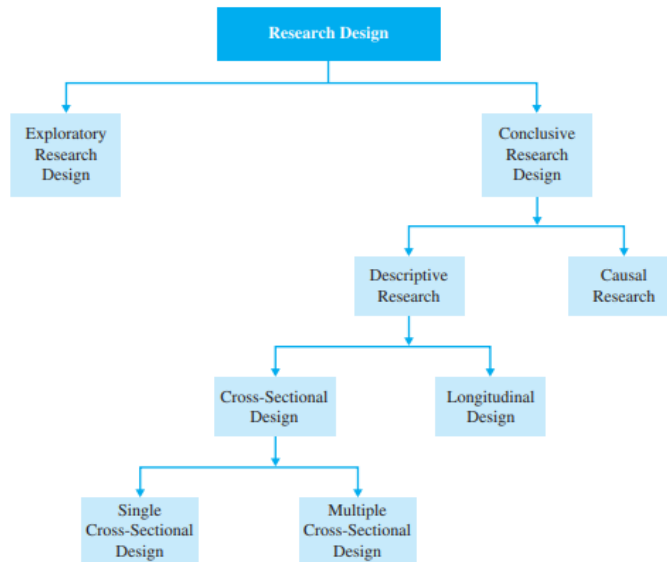 Research Design
Exploratory
Research
Design
Conclusive
Research
Design
Descriptive
Research
Causal
Research
Cross-Sectional
Design
Longitudinal
Design
Single
Cross-Sectional
Design
Multiple
Cross-Sectional
Design